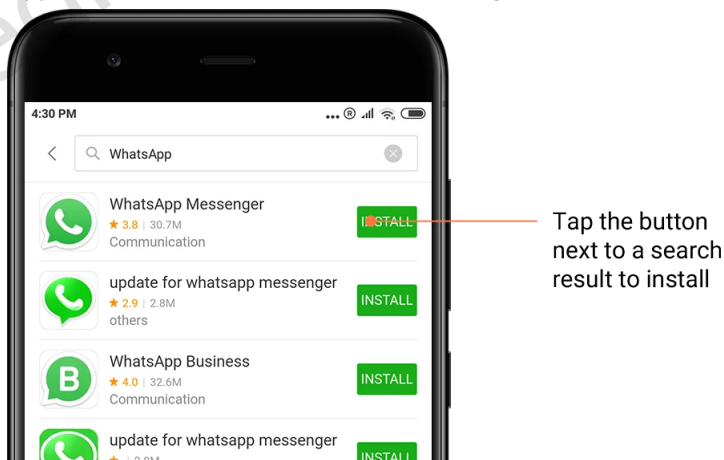 4:30 PM
WhatsApp
WhatsApp Messenger
3.8 | 30.7M
Communication
INSTALL
Tap the button
next to a search
result to install
update for whatsapp messenger
2.9 | 2.8M
others
INSTALL
WhatsApp Business
B
4.0 | 32.6M
Communication
INSTALL
update for whatsapp messenger
INSTALL